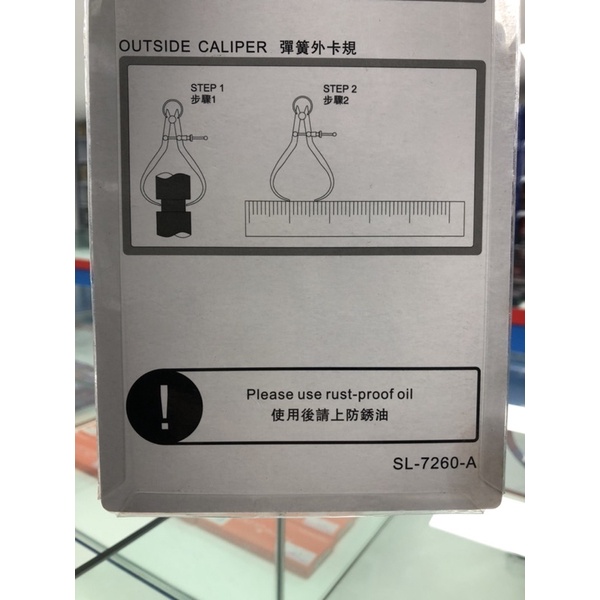 OUTSIDE CALIPER 彈簧外卡規
STEP 1
步驟1
STEP 2
步驟2
!
Please use rust-proof oil
使用後請上防銹油
SL-7260-A